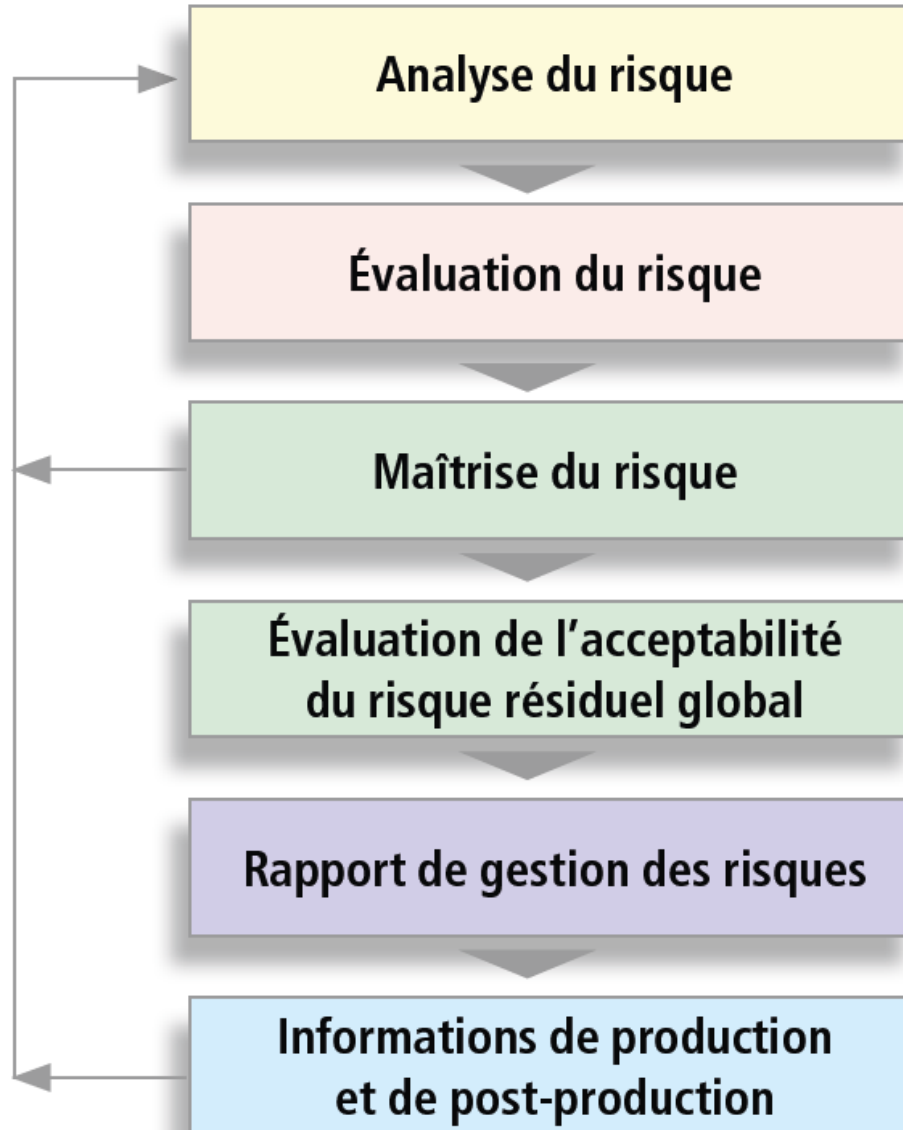 Analyse du risque
Évaluation du risque
Maîtrise du risque
Évaluation de l’acceptabilité
du risque résiduel global
Rapport de gestion des risques
Informations de production
et de post-production